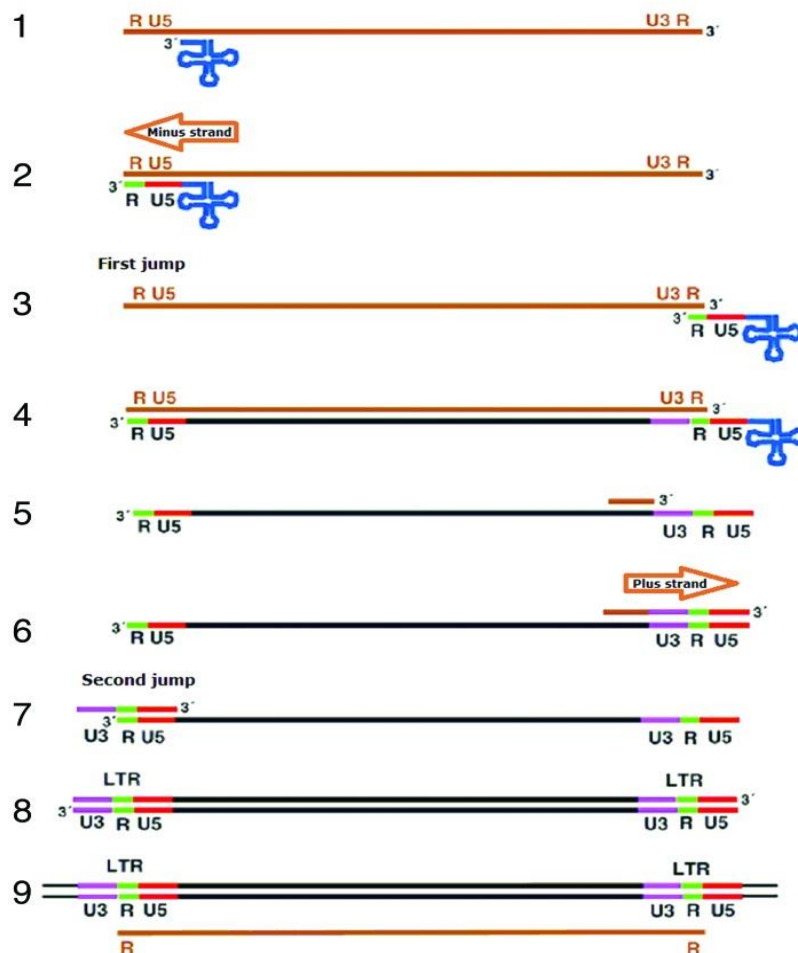 1
R U5
U3 R
3´
3´
Minus strand
2
R U5
U3 R
3´
3´
R U5
First jump
3
R U5
U3 R
3´
3´
R U5
4
R U5
U3 R
3´
3´
R U5
R U5
5
3´
3´
R U5
U3 R U5
Plus strand
6
3´
3´
R U5
U3 R U5
Second jump
7
3´
3´
U3 R U5
U3 R U5
LTR
LTR
8
3´
3´
U3 R U5
U3 R U5
LTR
LTR
9
U3 R U5
U3 R U5
R
R